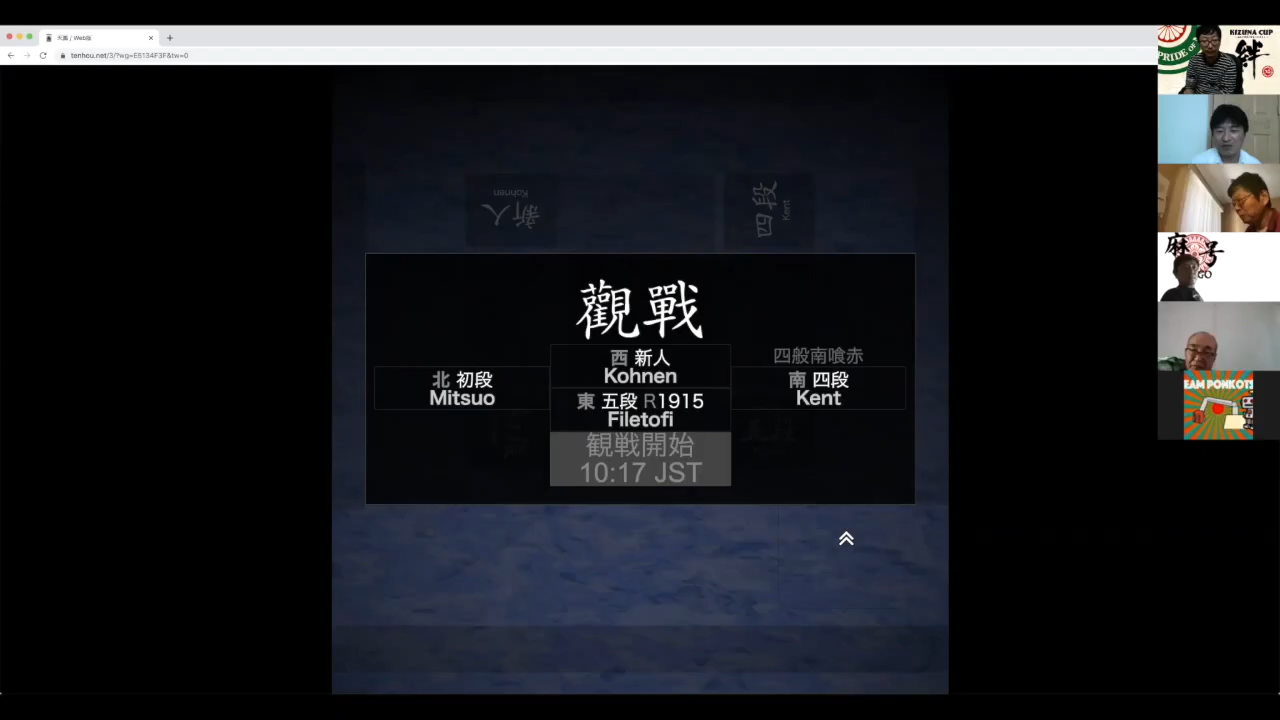 天鳳 / Web版
tenhou.net/3/?wg=E5134F3F&tw=0
KIZUNA CUP
PRIDE OF
絆
Kohnen
新人
四段
Kent
觀戰
西 新人
Kohnen
四般南喰赤
北 初段
Mitsuo
南 四段
Kent
東 五段 R1915
Filetofi
観戦開始
10:17 JST
麻
号
GO
EAM PONKOTS